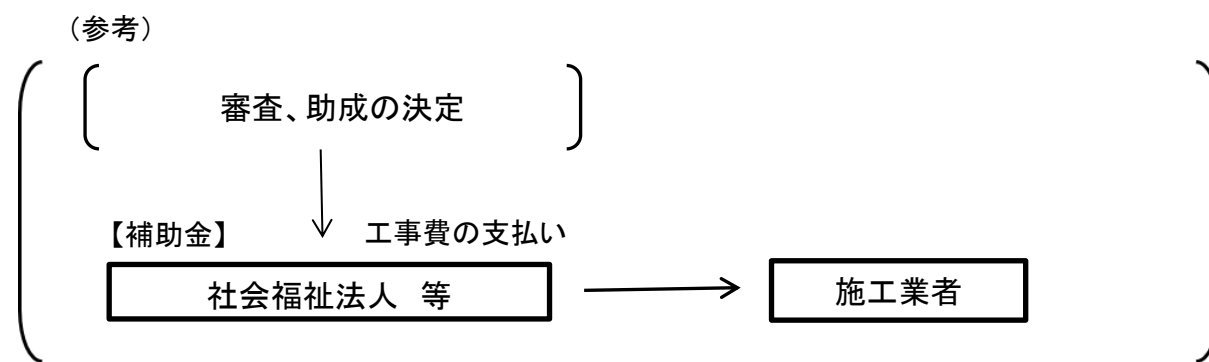 （参考）
審査、助成の決定
【補助金】 工事費の支払い
社会福祉法人　等
施工業者